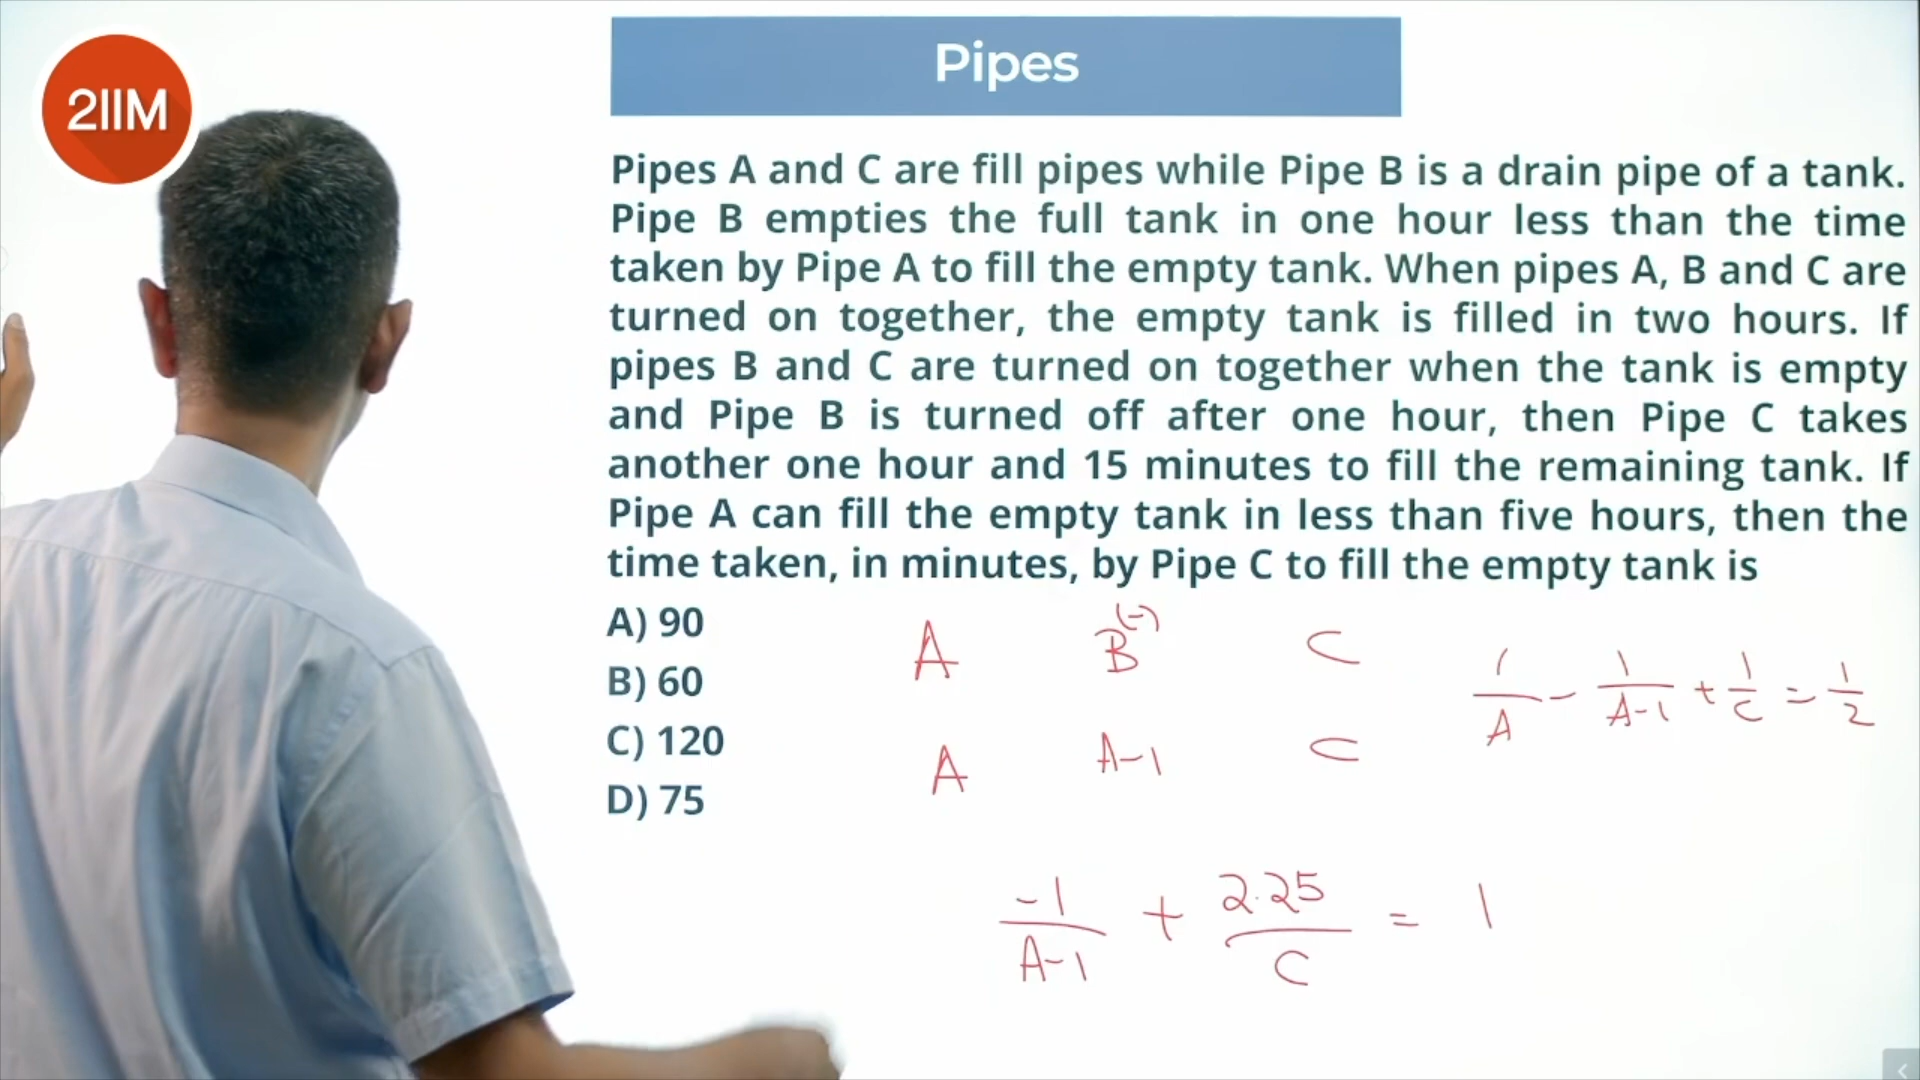 2IIM
Pipes
Pipes A and C are fill pipes while Pipe B is a drain pipe of a tank.
Pipe B empties the full tank in one hour less than the time
taken by Pipe A to fill the empty tank. When pipes A, B and C are
turned on together, the empty tank is filled in two hours. If
pipes B and C are turned on together when the tank is empty
and Pipe B is turned off after one hour, then Pipe C takes
another one hour and 15 minutes to fill the remaining tank. If
Pipe A can fill the empty tank in less than five hours, then the
time taken, in minutes, by Pipe C to fill the empty tank is
A) 90
B) 60
C) 120
D) 75
A B(-) C
A A-1 C
1/A - 1/A-1 + 1/C = 1/2
-1/A-1 + 2.25/C = 1